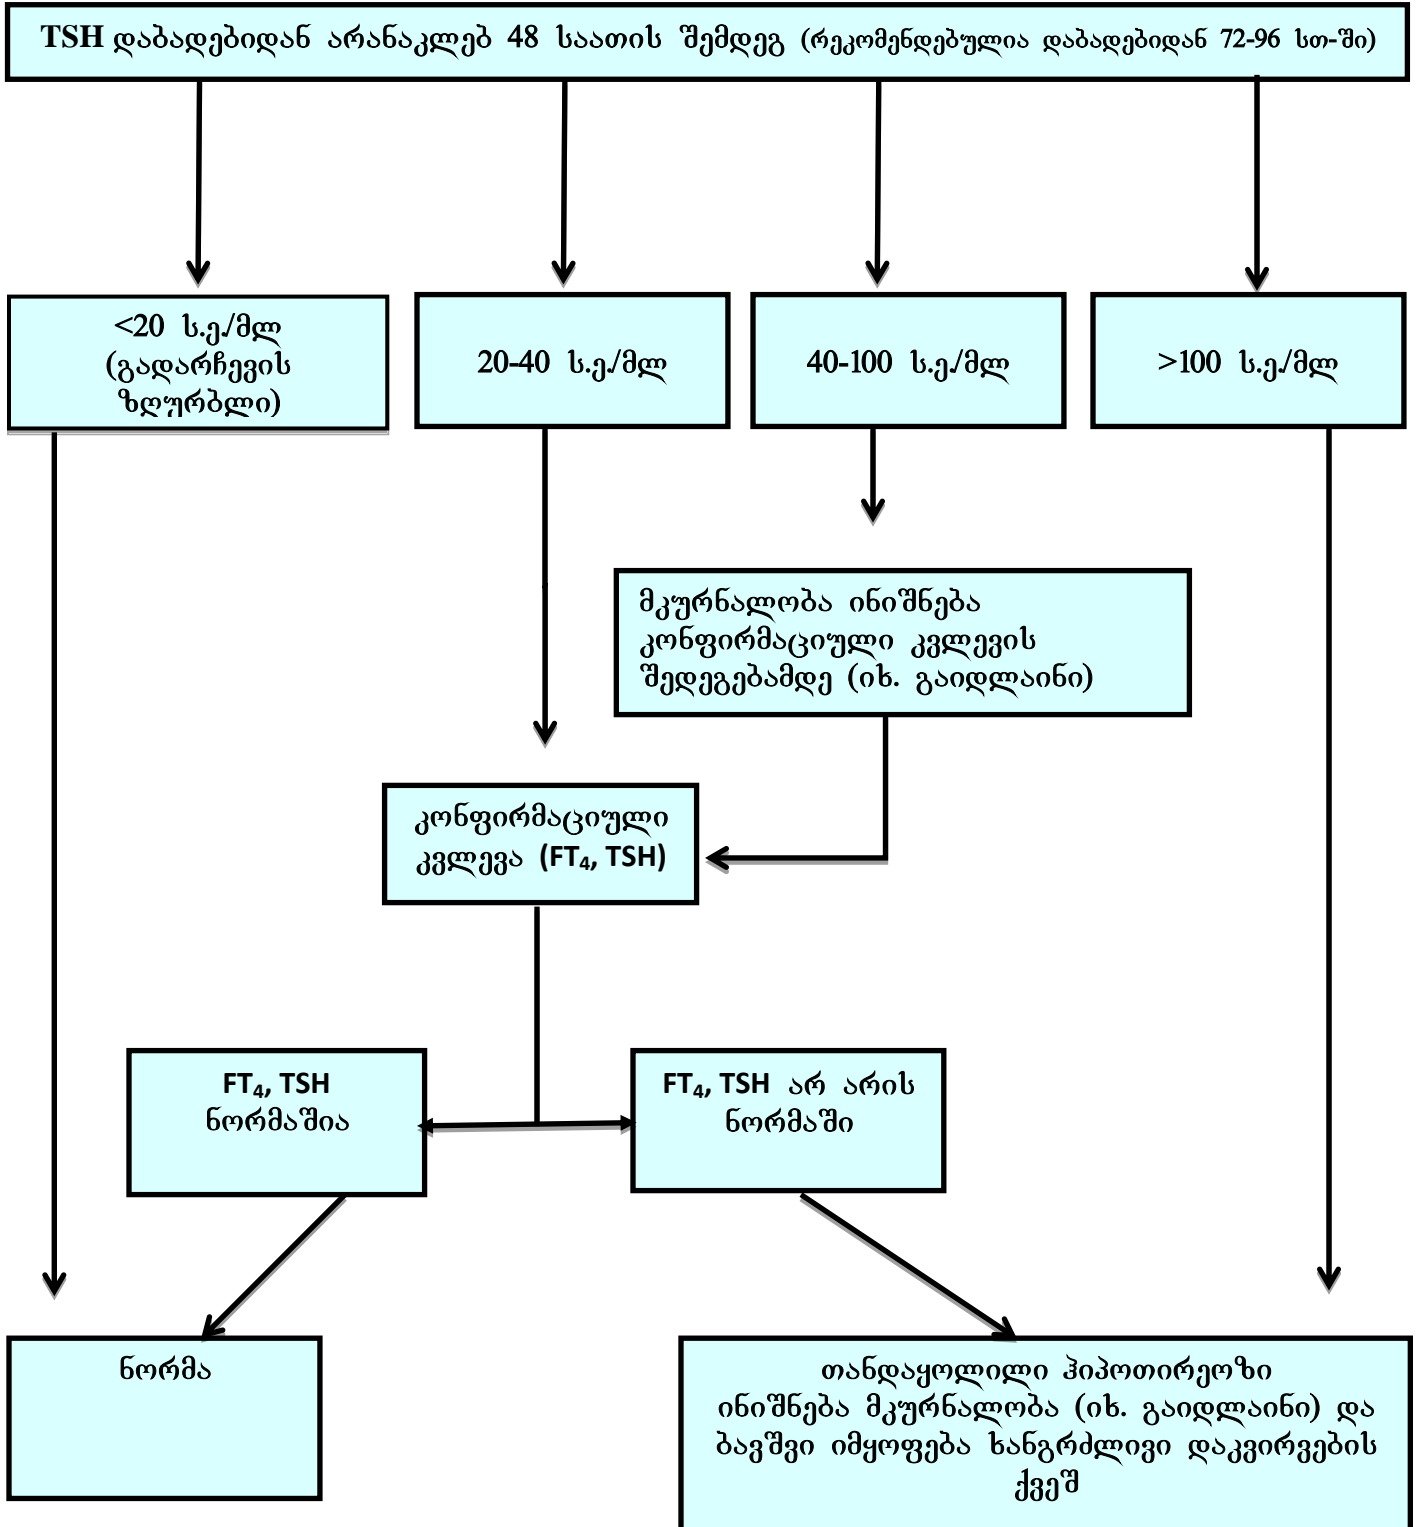 TSH დაბადებიდან არანაკლებ 48 საათის შემდეგ (რეკომენდებულია დაბადებიდან 72-96 სთ-ში)
<20 ს.ე./მლ
(გადარჩევის
ზღურბლი)
20-40 ს.ე./მლ
40-100 ს.ე./მლ
>100 ს.ე./მლ
მკურნალობა ინიშნება
კონფირმაციული კვლევის
შედეგებამდე (იხ. გაიდლაინი)
კონფირმაციული
კვლევა (FT₄, TSH)
FT₄, TSH
ნორმაშია
FT₄, TSH არ არის
ნორმაში
ნორმა
თანდაყოლილი ჰიპოთირეოზი
ინიშნება მკურნალობა (იხ. გაიდლაინი) და
ბავშვი იმყოფება ხანგრძლივი დაკვირვების
ქვეშ